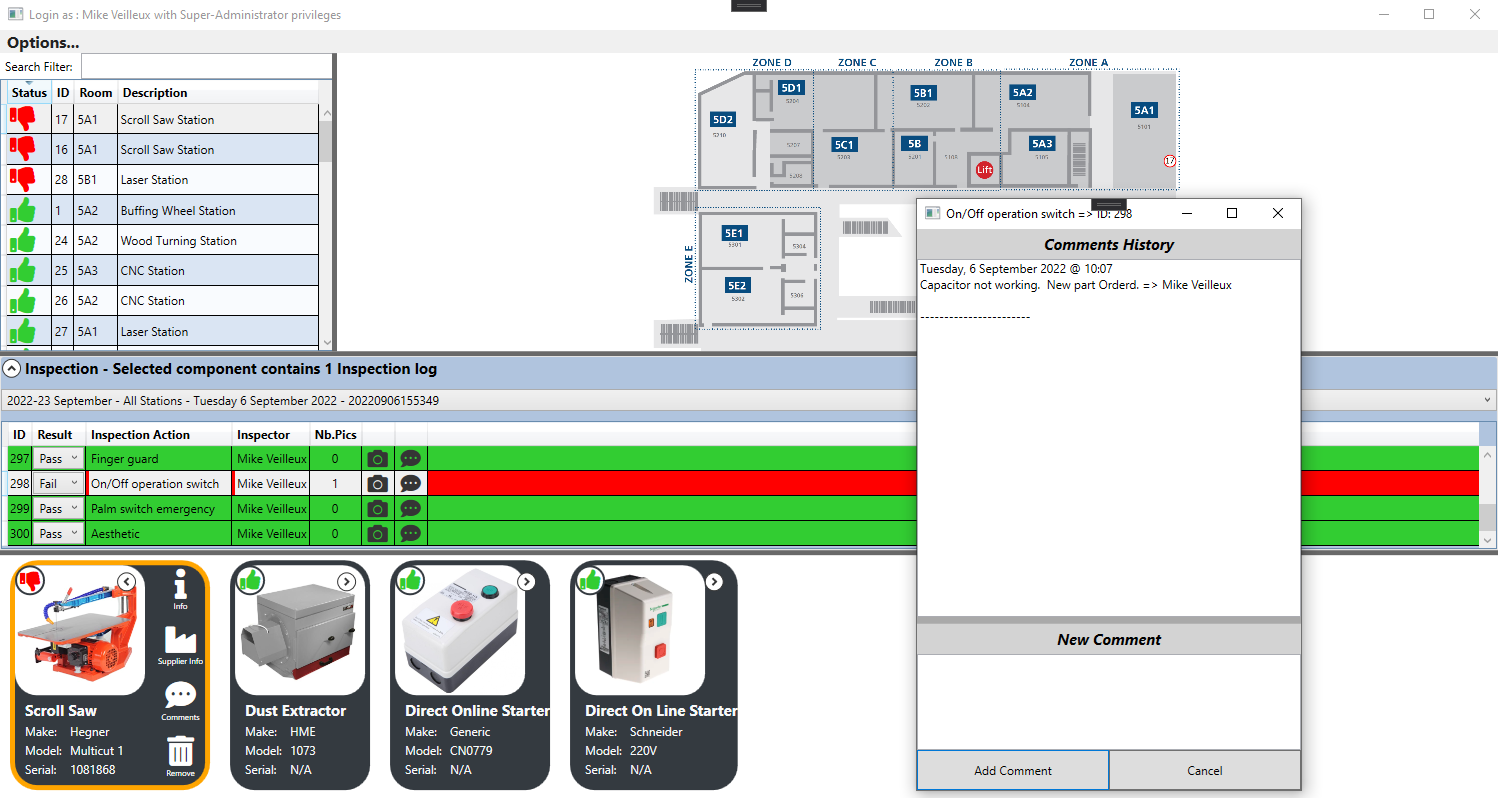 Login as : Mike Veilleux with Super-Administrator privileges
Options...
Search Filter:
Status ID Room Description
17 5A1 Scroll Saw Station
16 5A1 Scroll Saw Station
28 5B1 Laser Station
1 5A2 Buffing Wheel Station
24 5A2 Wood Turning Station
25 5A3 CNC Station
26 5A2 CNC Station
27 5A1 Laser Station
ZONE D ZONE C ZONE B ZONE A
5D1
5204
5B1
5202
5A2
5104
5A1
5101
5D2
5210
5207
5208
5C1
5203
5B
5201
5108
Lift
5A3
5105
17
ZONE E
5E1
5301
5304
5E2
5302
5306
Inspection - Selected component contains 1 Inspection log
2022-23 September - All Stations - Tuesday 6 September 2022 - 20220906155349
ID Result Inspection Action Inspector Nb.Pics
297 Pass Finger guard Mike Veilleux 0
298 Fail On/Off operation switch Mike Veilleux 1
299 Pass Palm switch emergency Mike Veilleux 0
300 Pass Aesthetic Mike Veilleux 0
Info
Supplier Info
Comments
Remove
Scroll Saw
Make: Hegner
Model: Multicut 1
Serial: 1081868
Dust Extractor
Make: HME
Model: 1073
Serial: N/A
Direct Online Starter
Make: Generic
Model: CN0779
Serial: N/A
Direct On Line Starter
Make: Schneider
Model: 220V
Serial: N/A
On/Off operation switch => ID: 298
Comments History
Tuesday, 6 September 2022 @ 10:07
Capacitor not working.  New part Orderd. => Mike Veilleux
-----------------------
New Comment
Add Comment
Cancel